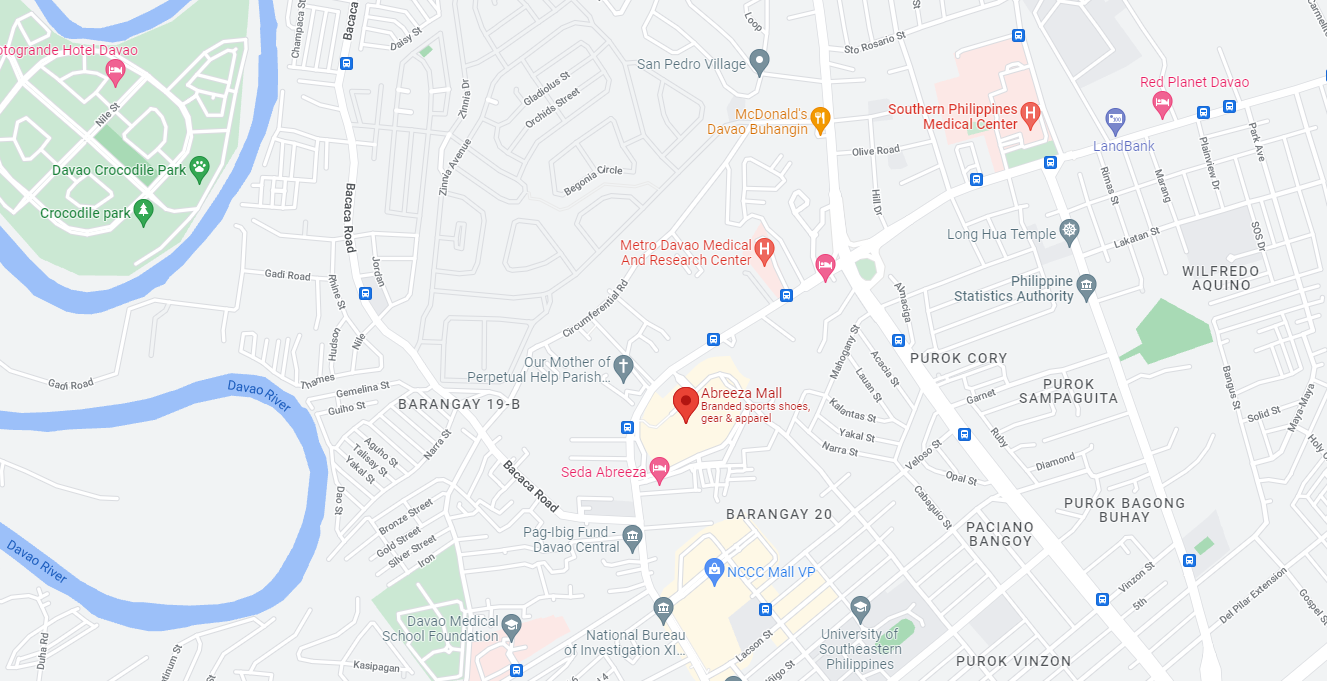 Champaca St
Bacaca
Daisy St
otogrande Hotel Davao
Nile St
Davao Crocodile Park
Crocodile park
Zinnia Dr
Zinnia Avenue
Gladiolus St
Orchids Street
Begonia Circle
Loop
San Pedro Village
McDonald's
Davao Buhangin
Sto Rosario St
Southern Philippines
Medical Center
Olive Road
Hill Dr
Red Planet Davao
LandBank
Rimas St
Marang
Plainview Dr
Park Ave
SOS Dr
Lakatan St
Long Hua Temple
Philippine
Statistics Authority
WILFREDO
AQUINO
Bacaca Road
Gadi Road
Rhine St
Jordan
Hudson
Nile
Thames
Gemelina St
Guiho St
Gadi Road
Davao River
Metro Davao Medical
And Research Center
Circumferential Rd
Our Mother of
Perpetual Help Parish...
Abreeza Mall
Branded sports shoes,
gear & apparel
Seda Abreeza
BARANGAY 19-B
Almaciga
Mahogany St
Acacia St
Lauan St
Kalantas St
Yakal St
Narra St
PUROK CORY
PUROK
SAMPAGUITA
Garnet
Ruby
Diamond
Opal St
Veloso St
Cabaguio St
Bangus St
Solid St
Maya-Maya
Holy
Aguho St
Talisay St
Yakal St
Narra St
Dao St
Bacaca Road
Bronze Street
Gold Street
Silver Street
Iron
Davao River
BARANGAY 20
Pag-Ibig Fund -
Davao Central
NCCC Mall VP
PACIANO
BANGOY
PUROK BAGONG
BUHAY
Vinzon St
5th
Del Pilar Extension
Gospel St
Davao Medical
School Foundation
National Bureau
of Investigation XI...
University of
Southeastern
Philippines
Lacson St
PUROK VINZON
Duha Rd
Kasipagan